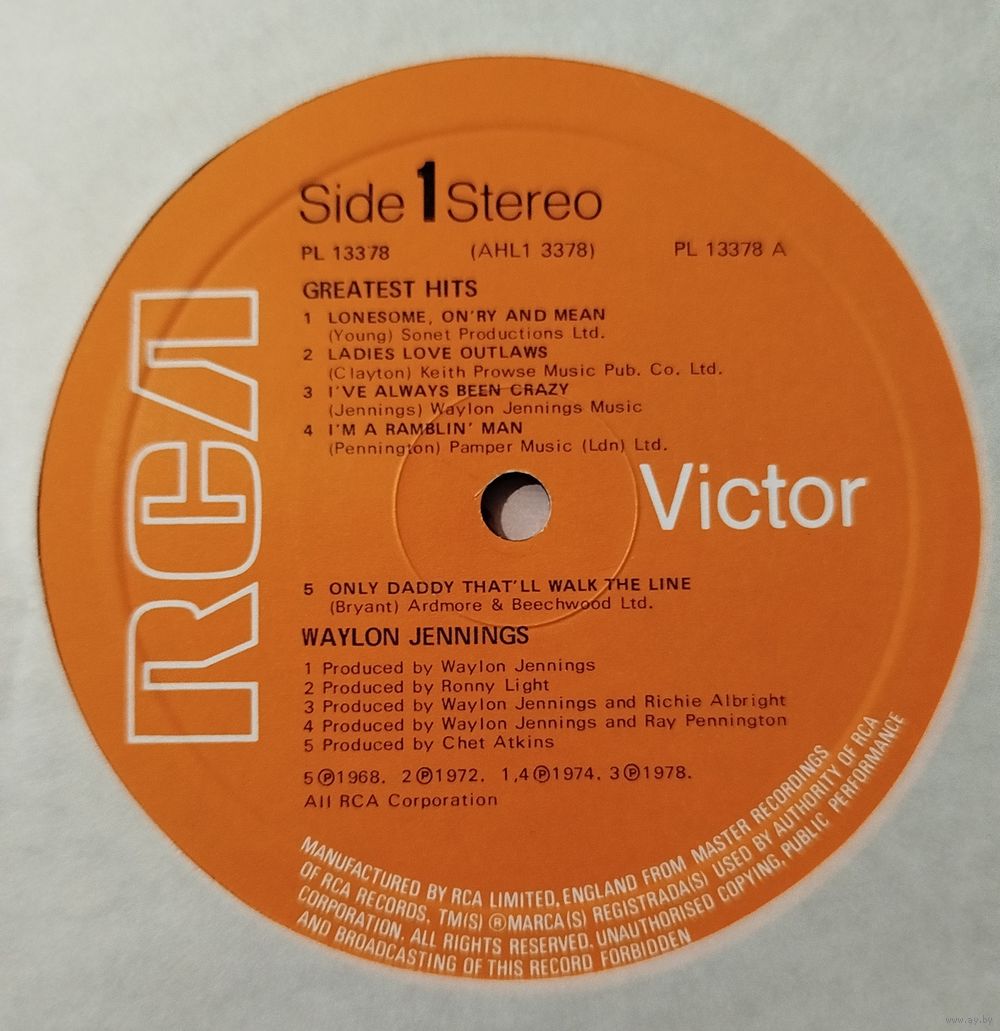 Side 1 Stereo
PL 13378 (AHL1 3378) PL 13378 A
GREATEST HITS
1 LONESOME, ON'RY AND MEAN
(Young) Sonet Productions Ltd.
2 LADIES LOVE OUTLAWS
(Clayton) Keith Prowse Music Pub. Co. Ltd.
3 I'VE ALWAYS BEEN CRAZY
(Jennings) Waylon Jennings Music
4 I'M A RAMBLIN' MAN
(Pennington) Pamper Music (Ldn) Ltd.
RCA
Victor
5 ONLY DADDY THAT'LL WALK THE LINE
(Bryant) Ardmore & Beechwood Ltd.
WAYLON JENNINGS
1 Produced by Waylon Jennings
2 Produced by Ronny Light
3 Produced by Waylon Jennings and Richie Albright
4 Produced by Waylon Jennings and Ray Pennington
5 Produced by Chet Atkins
5℗1968. 2℗1972. 1,4℗1974. 3℗1978.
All RCA Corporation
MANUFACTURED BY RCA LIMITED, ENGLAND FROM MASTER RECORDINGS
OF RCA RECORDS. TM(S) ®MARCA(S) REGISTRADA(S) USED BY AUTHORITY OF RCA
CORPORATION. ALL RIGHTS RESERVED. UNAUTHORISED COPYING, PUBLIC PERFORMANCE
AND BROADCASTING OF THIS RECORD FORBIDDEN
www.ay.by